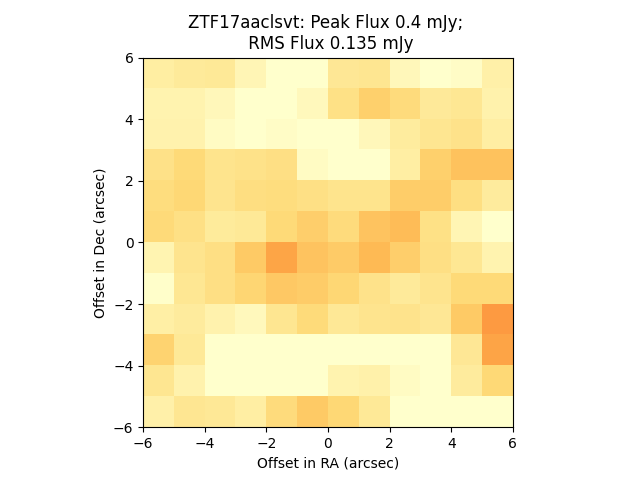 ZTF17aaclsvt: Peak Flux 0.4 mJy;
RMS Flux 0.135 mJy
6
4
2
0
−2
−4
−6
Offset in Dec (arcsec)
−6 −4 −2 0 2 4 6
Offset in RA (arcsec)